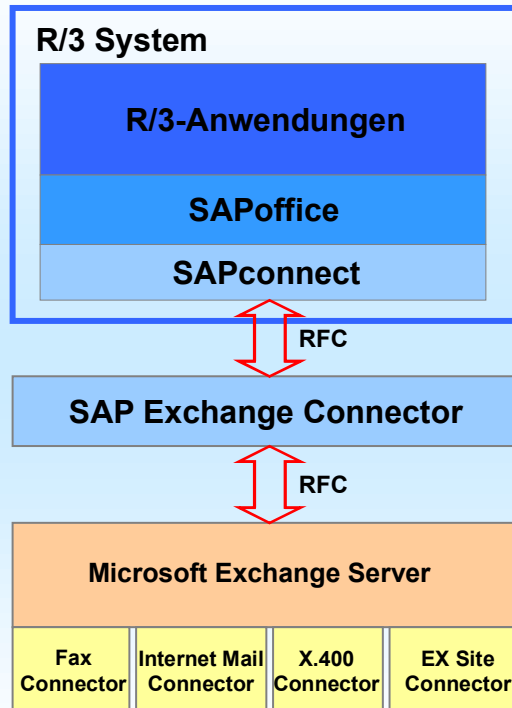 R/3 System
R/3-Anwendungen
SAPoffice
SAPconnect
RFC
SAP Exchange Connector
RFC
Microsoft Exchange Server
Fax
Connector
Internet Mail
Connector
X.400
Connector
EX Site
Connector